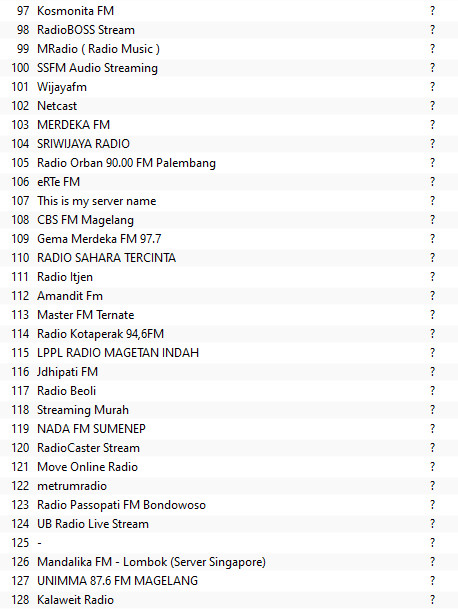 97 Kosmonita FM ?
98 RadioBOSS Stream ?
99 MRadio ( Radio Music ) ?
100 SSFM Audio Streaming ?
101 Wijayafm ?
102 Netcast ?
103 MERDEKA FM ?
104 SRIWIJAYA RADIO ?
105 Radio Orban 90.00 FM Palembang ?
106 eRTe FM ?
107 This is my server name ?
108 CBS FM Magelang ?
109 Gema Merdeka FM 97.7 ?
110 RADIO SAHARA TERCINTA ?
111 Radio Itjen ?
112 Amandit Fm ?
113 Master FM Ternate ?
114 Radio Kotaperak 94,6FM ?
115 LPPL RADIO MAGETAN INDAH ?
116 Jdhipati FM ?
117 Radio Beoli ?
118 Streaming Murah ?
119 NADA FM SUMENEP ?
120 RadioCaster Stream ?
121 Move Online Radio ?
122 metrumradio ?
123 Radio Passopati FM Bondowoso ?
124 UB Radio Live Stream ?
125 - ?
126 Mandalika FM - Lombok (Server Singapore) ?
127 UNIMMA 87.6 FM MAGELANG ?
128 Kalaweit Radio ?